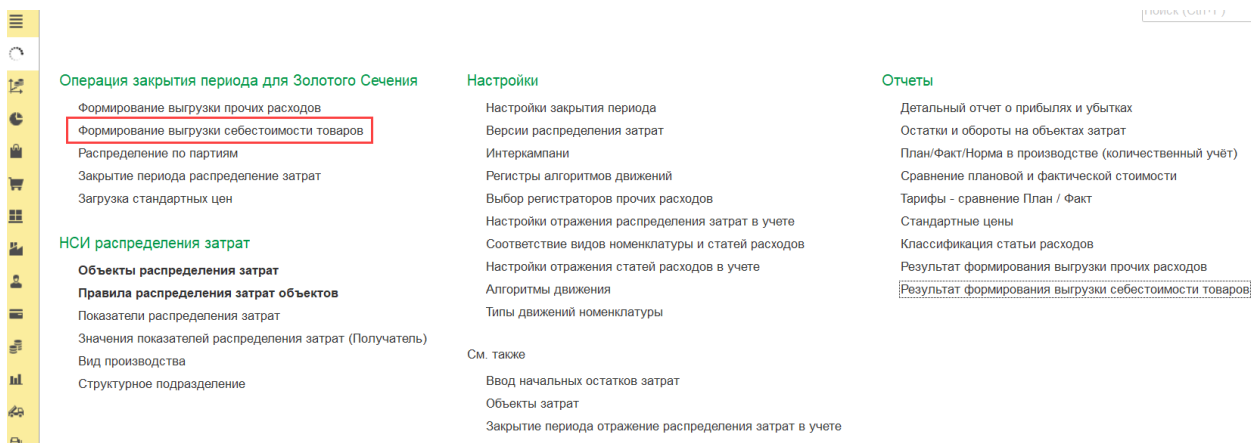 Поиск (Ctrl+F)
Операция закрытия периода для Золотого Сечения
Формирование выгрузки прочих расходов
Формирование выгрузки себестоимости товаров
Распределение по партиям
Закрытие периода распределение затрат
Загрузка стандартных цен
НСИ распределения затрат
Объекты распределения затрат
Правила распределения затрат объектов
Показатели распределения затрат
Значения показателей распределения затрат (Получатель)
Вид производства
Структурное подразделение
Настройки
Настройки закрытия периода
Версии распределения затрат
Интеркампани
Регистры алгоритмов движений
Выбор регистраторов прочих расходов
Настройки отражения распределения затрат в учете
Соответствие видов номенклатуры и статей расходов
Настройки отражения статей расходов в учете
Алгоритмы движения
Типы движений номенклатуры
См. также
Ввод начальных остатков затрат
Объекты затрат
Закрытие периода отражение распределения затрат в учете
Отчеты
Детальный отчет о прибылях и убытках
Остатки и обороты на объектах затрат
План/Факт/Норма в производстве (количественный учёт)
Сравнение плановой и фактической стоимости
Тарифы - сравнение План / Факт
Стандартные цены
Классификация статьи расходов
Результат формирования выгрузки прочих расходов
Результат формирования выгрузки себестоимости товаров